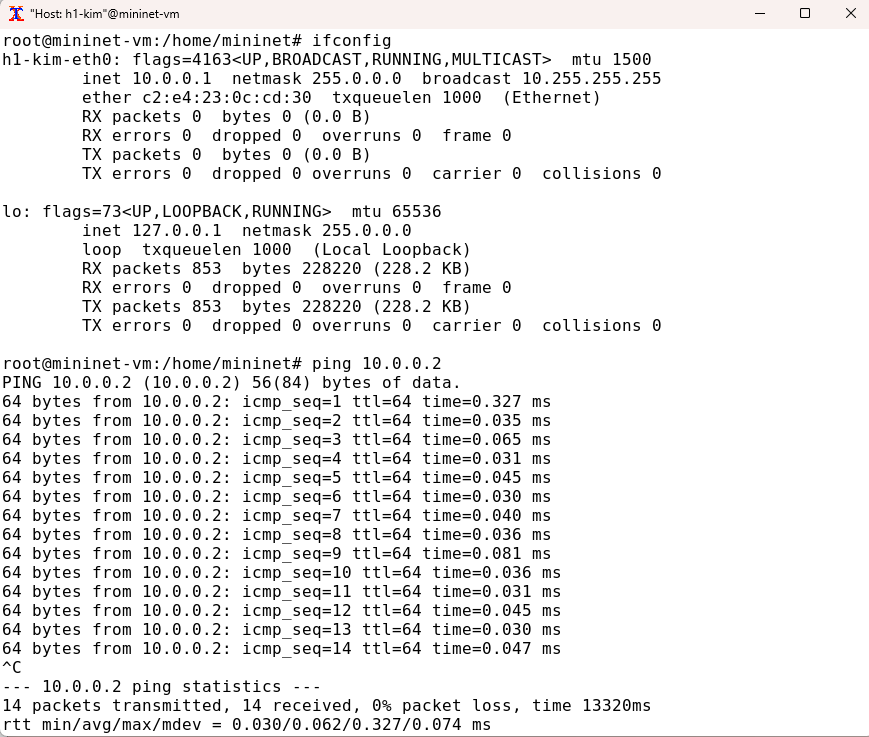 "Host: h1-kim"@mininet-vm
root@mininet-vm:/home/mininet# ifconfig
h1-kim-eth0: flags=4163<UP,BROADCAST,RUNNING,MULTICAST>  mtu 1500
        inet 10.0.0.1  netmask 255.0.0.0  broadcast 10.255.255.255
        ether c2:e4:23:0c:cd:30  txqueuelen 1000  (Ethernet)
        RX packets 0  bytes 0 (0.0 B)
        RX errors 0  dropped 0  overruns 0  frame 0
        TX packets 0  bytes 0 (0.0 B)
        TX errors 0  dropped 0 overruns 0  carrier 0  collisions 0

lo: flags=73<UP,LOOPBACK,RUNNING>  mtu 65536
        inet 127.0.0.1  netmask 255.0.0.0
        loop  txqueuelen 1000  (Local Loopback)
        RX packets 853  bytes 228220 (228.2 KB)
        RX errors 0  dropped 0  overruns 0  frame 0
        TX packets 853  bytes 228220 (228.2 KB)
        TX errors 0  dropped 0 overruns 0  carrier 0  collisions 0

root@mininet-vm:/home/mininet# ping 10.0.0.2
PING 10.0.0.2 (10.0.0.2) 56(84) bytes of data.
64 bytes from 10.0.0.2: icmp_seq=1 ttl=64 time=0.327 ms
64 bytes from 10.0.0.2: icmp_seq=2 ttl=64 time=0.035 ms
64 bytes from 10.0.0.2: icmp_seq=3 ttl=64 time=0.065 ms
64 bytes from 10.0.0.2: icmp_seq=4 ttl=64 time=0.031 ms
64 bytes from 10.0.0.2: icmp_seq=5 ttl=64 time=0.045 ms
64 bytes from 10.0.0.2: icmp_seq=6 ttl=64 time=0.030 ms
64 bytes from 10.0.0.2: icmp_seq=7 ttl=64 time=0.040 ms
64 bytes from 10.0.0.2: icmp_seq=8 ttl=64 time=0.036 ms
64 bytes from 10.0.0.2: icmp_seq=9 ttl=64 time=0.081 ms
64 bytes from 10.0.0.2: icmp_seq=10 ttl=64 time=0.036 ms
64 bytes from 10.0.0.2: icmp_seq=11 ttl=64 time=0.031 ms
64 bytes from 10.0.0.2: icmp_seq=12 ttl=64 time=0.045 ms
64 bytes from 10.0.0.2: icmp_seq=13 ttl=64 time=0.030 ms
64 bytes from 10.0.0.2: icmp_seq=14 ttl=64 time=0.047 ms
^C
--- 10.0.0.2 ping statistics ---
14 packets transmitted, 14 received, 0% packet loss, time 13320ms
rtt min/avg/max/mdev = 0.030/0.062/0.327/0.074 ms